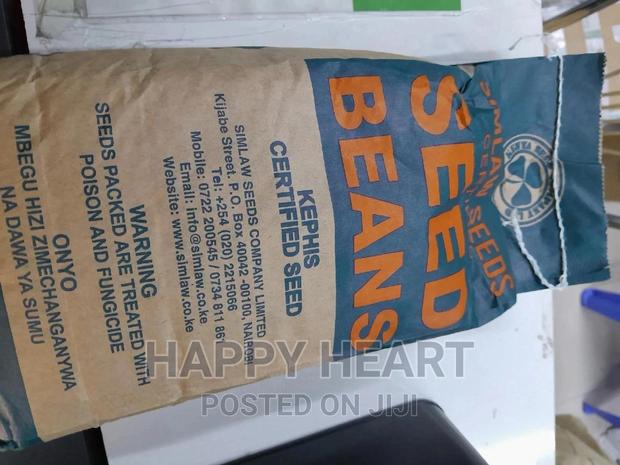 SIMLAW SEEDS
SEED
BEANS
KEPHIS
CERTIFIED SEED
SIMLAW SEEDS COMPANY LIMITED
Kijabe Street. P.O. Box 40042 -00100, NAIROBI
Tel: +254 (020) 2215066
Mobile: 0722 200545 / 0734 811 861
Email: info@simlaw.co.ke
Website: www.simlaw.co.ke
WARNING
SEEDS PACKED ARE TREATED WITH
POISON AND FUNGICIDE
ONYO
MBEGU HIZI ZIMECHANGANYWA
NA DAWA YA SUMU
HAPPY HEART
POSTED ON JIJI